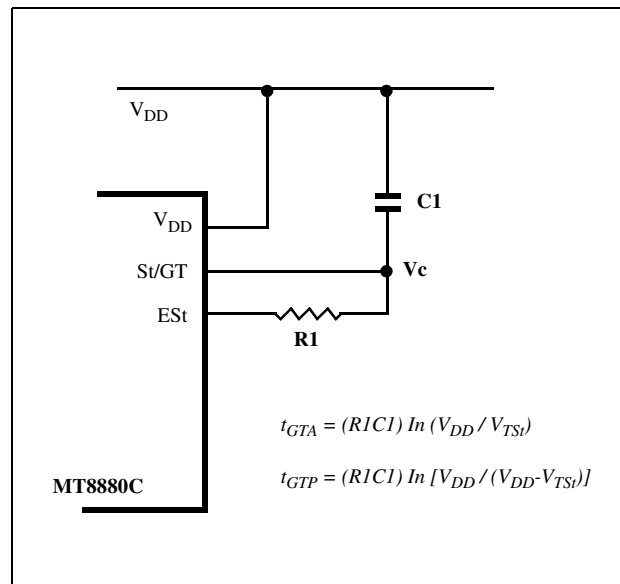 V_DD
C1
V_DD
St/GT
Vc
ESt
R1
t_GTA = (R1C1) In (V_DD / V_TSt)
t_GTP = (R1C1) In [V_DD / (V_DD-V_TSt)]
MT8880C